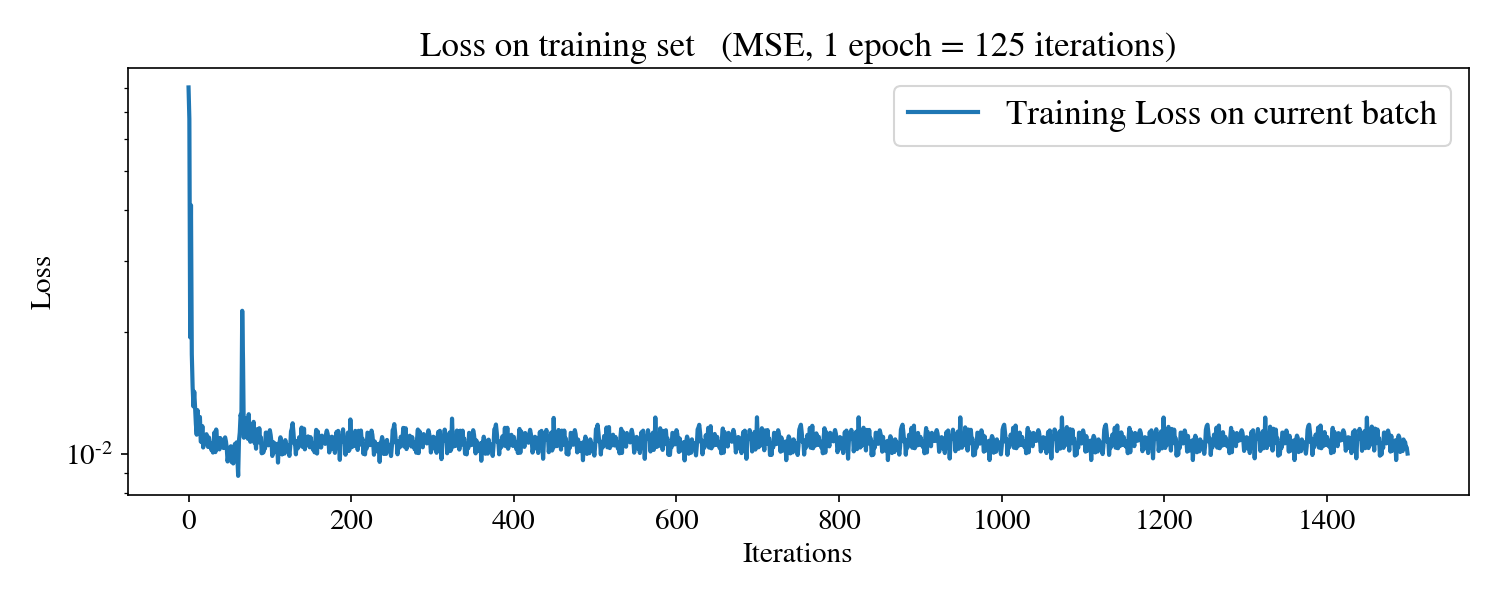 Loss on training set (MSE, 1 epoch = 125 iterations)
Training Loss on current batch
Loss
10⁻²
0 200 400 600 800 1000 1200 1400
Iterations